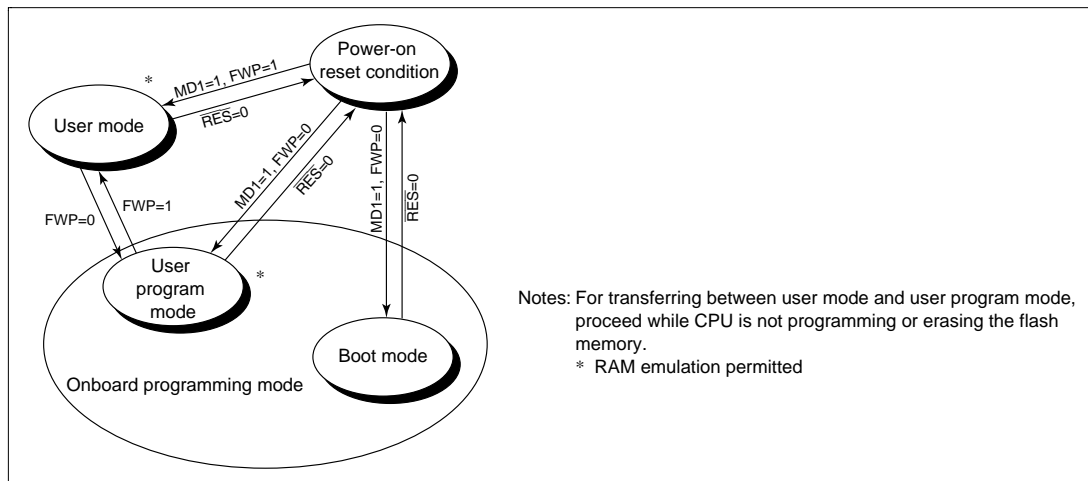 Power-on
reset condition
*
MD1=1, FWP=1
RES=0
User mode
MD1=1, FWP=0
RES=0
MD1=1, FWP=0
RES=0
FWP=0
FWP=1
User
program
mode
*
Boot mode
Onboard programming mode
Notes: For transferring between user mode and user program mode,
proceed while CPU is not programming or erasing the flash
memory.
* RAM emulation permitted